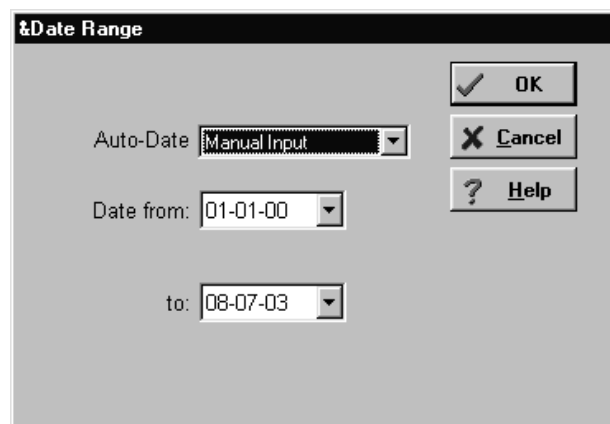 &Date Range
OK
Auto-Date Manual Input
Cancel
Date from: 01-01-00
Help
to: 08-07-03